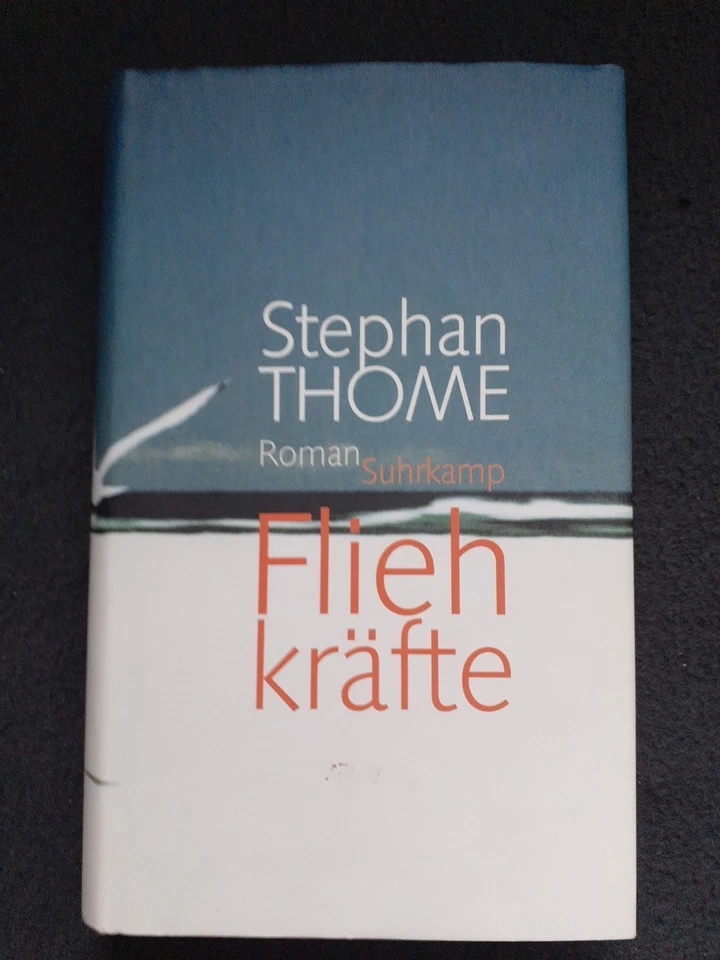 Stephan
THOME
Roman Suhrkamp
Flieh
kräfte